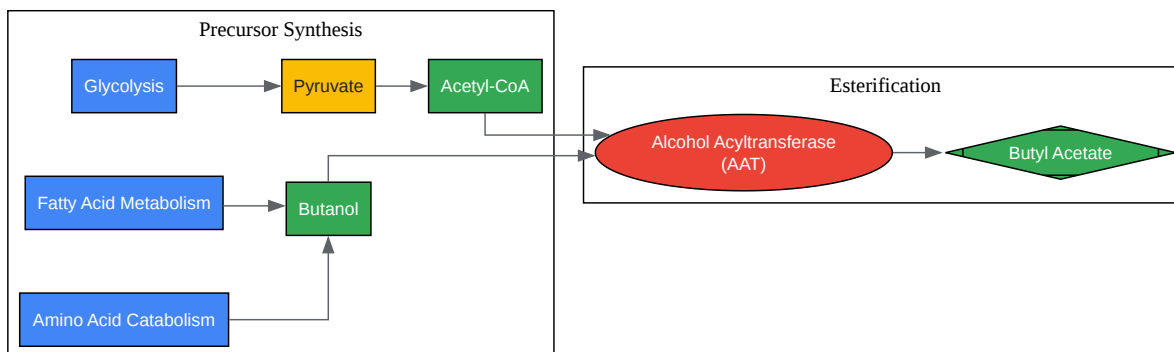 Precursor Synthesis
Glycolysis
Pyruvate
Acetyl-CoA
Fatty Acid Metabolism
Butanol
Amino Acid Catabolism
Esterification
Alcohol Acyltransferase
(AAT)
Butyl Acetate